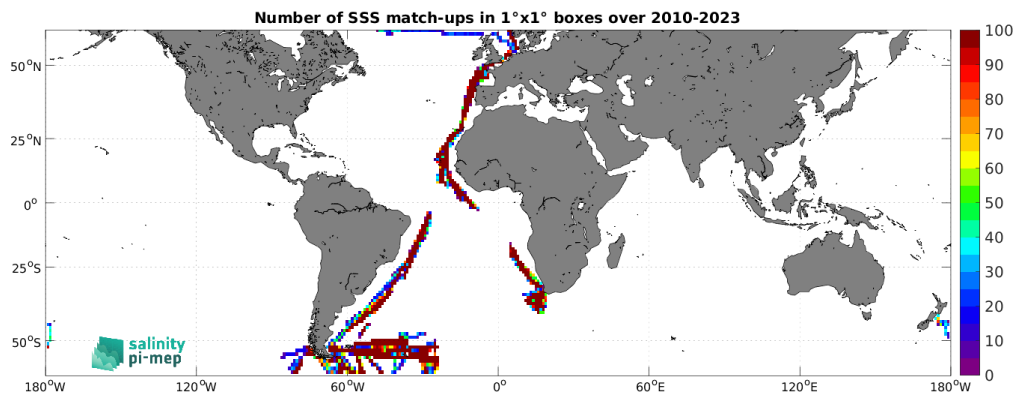 Number of SSS match-ups in 1°x1° boxes over 2010-2023
50°N
25°N
0°
25°S
50°S
180°W 120°W 60°W 0° 60°E 120°E 180°W
salinity
pi-mep
100
90
80
70
60
50
40
30
20
10
0